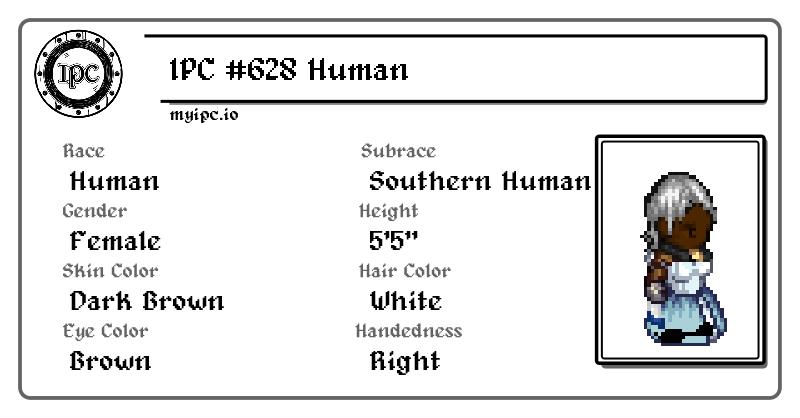 IPC
IPC #628 Human
myipc.io
Race
Human
Subrace
Southern Human
Gender
Female
Height
5'5"
Skin Color
Dark Brown
Hair Color
White
Eye Color
Brown
Handedness
Right